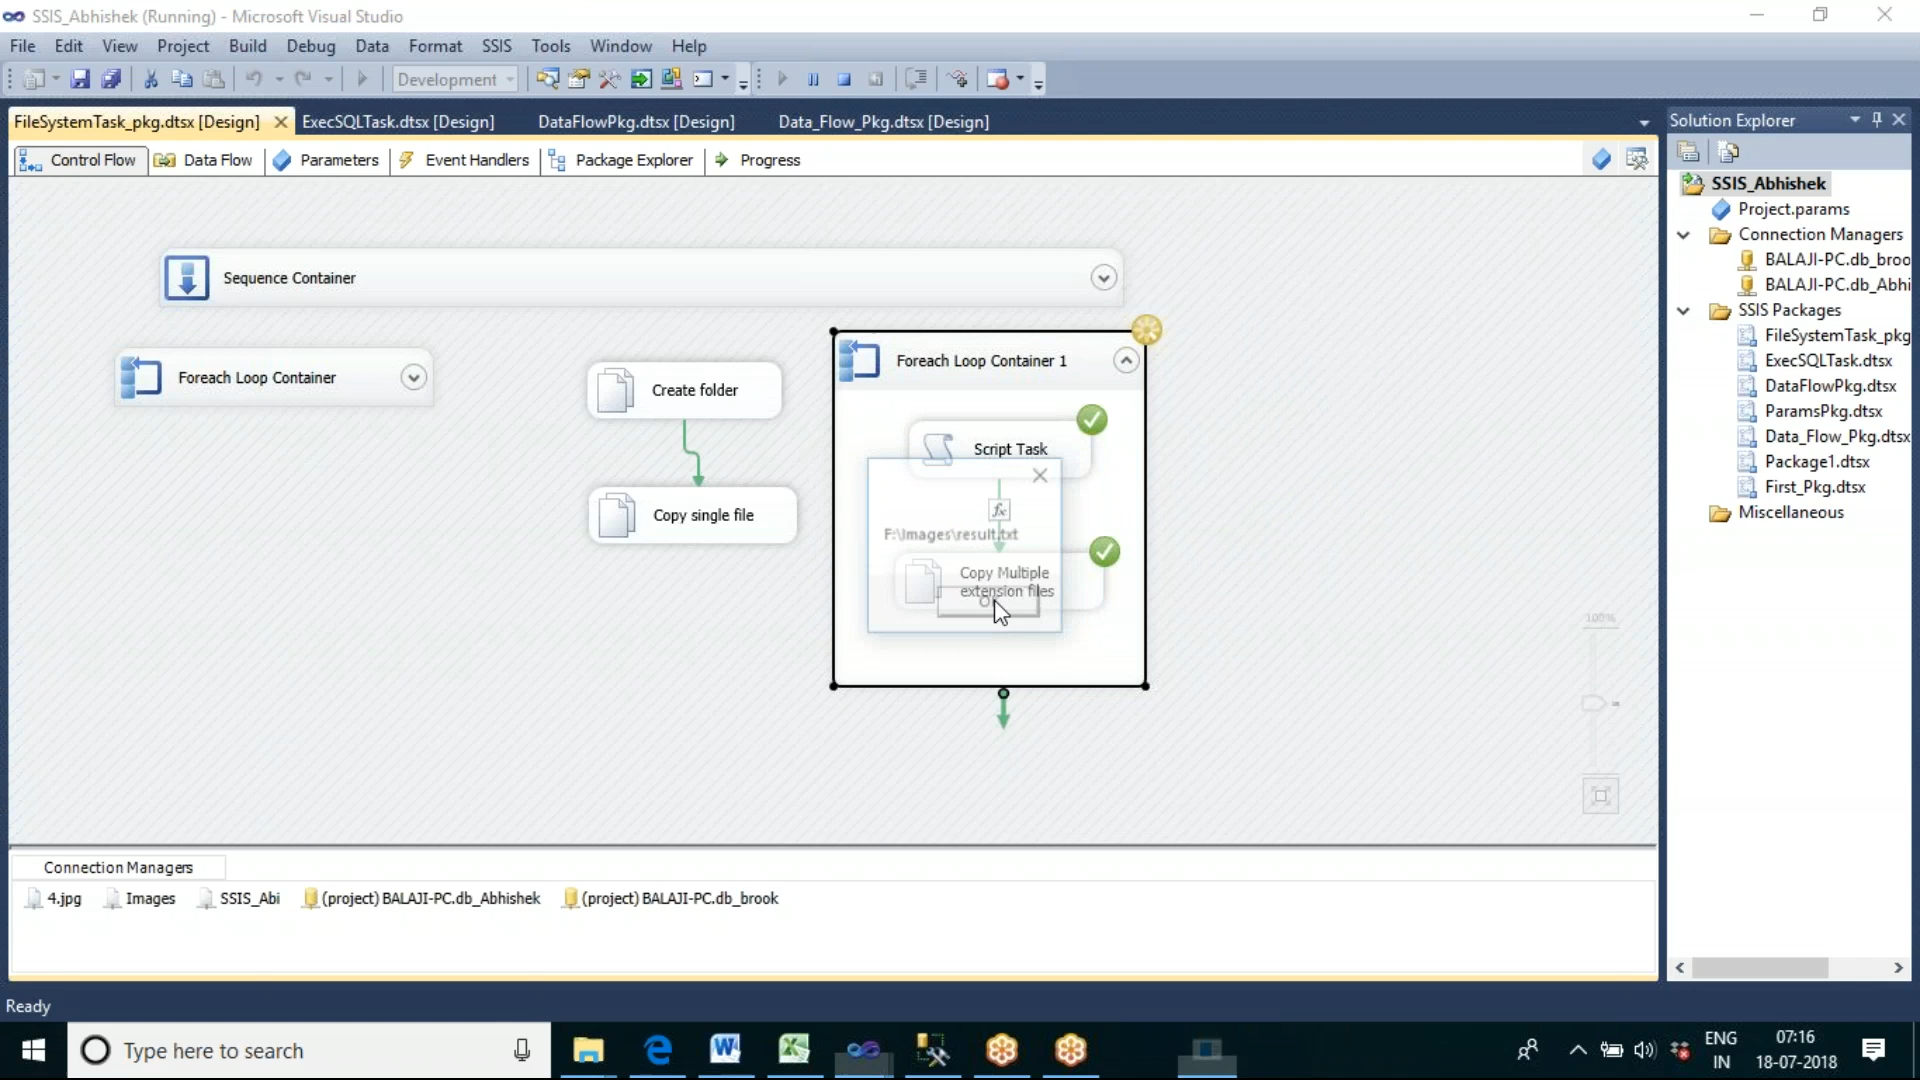 SSIS_Abhishek (Running) - Microsoft Visual Studio
File Edit View Project Build Debug Data Format SSIS Tools Window Help
Development
FileSystemTask_pkg.dtsx [Design] ExecSQLTask.dtsx [Design] DataFlowPkg.dtsx [Design] Data_Flow_Pkg.dtsx [Design]
Control Flow Data Flow Parameters Event Handlers Package Explorer Progress
Sequence Container
Foreach Loop Container
Create folder
Copy single file
Foreach Loop Container 1
Script Task
fx
F:\Images\result.txt
Copy Multiple
extension files
100%
Connection Managers
4.jpg Images SSIS_Abi (project) BALAJI-PC.db_Abhishek (project) BALAJI-PC.db_brook
Solution Explorer
SSIS_Abhishek
Project.params
Connection Managers
BALAJI-PC.db_broo
BALAJI-PC.db_Abhi
SSIS Packages
FileSystemTask_pkg
ExecSQLTask.dtsx
DataFlowPkg.dtsx
ParamsPkg.dtsx
Data_Flow_Pkg.dtsx
Package1.dtsx
First_Pkg.dtsx
Miscellaneous
Ready
Type here to search
ENG
IN
07:16
18-07-2018